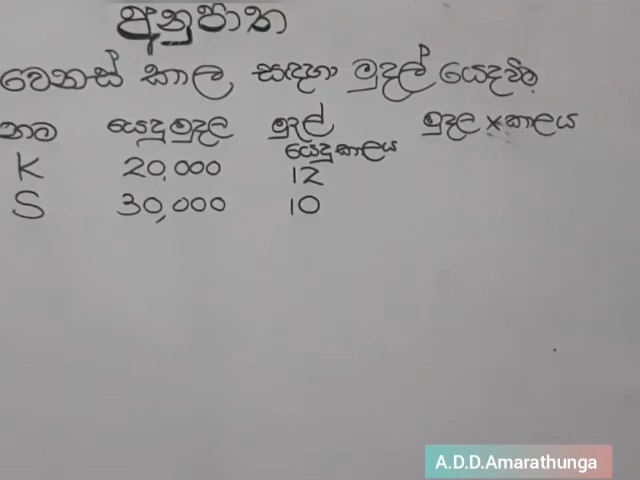 අනුපාත
වෙනස් කාල සඳහා මුදල් යෙදවීම
නම යෙදූ මුදල මුදල් යෙදූ කාලය මුදල × කාලය
K 20,000 12
S 30,000 10
A.D.D.Amarathunga